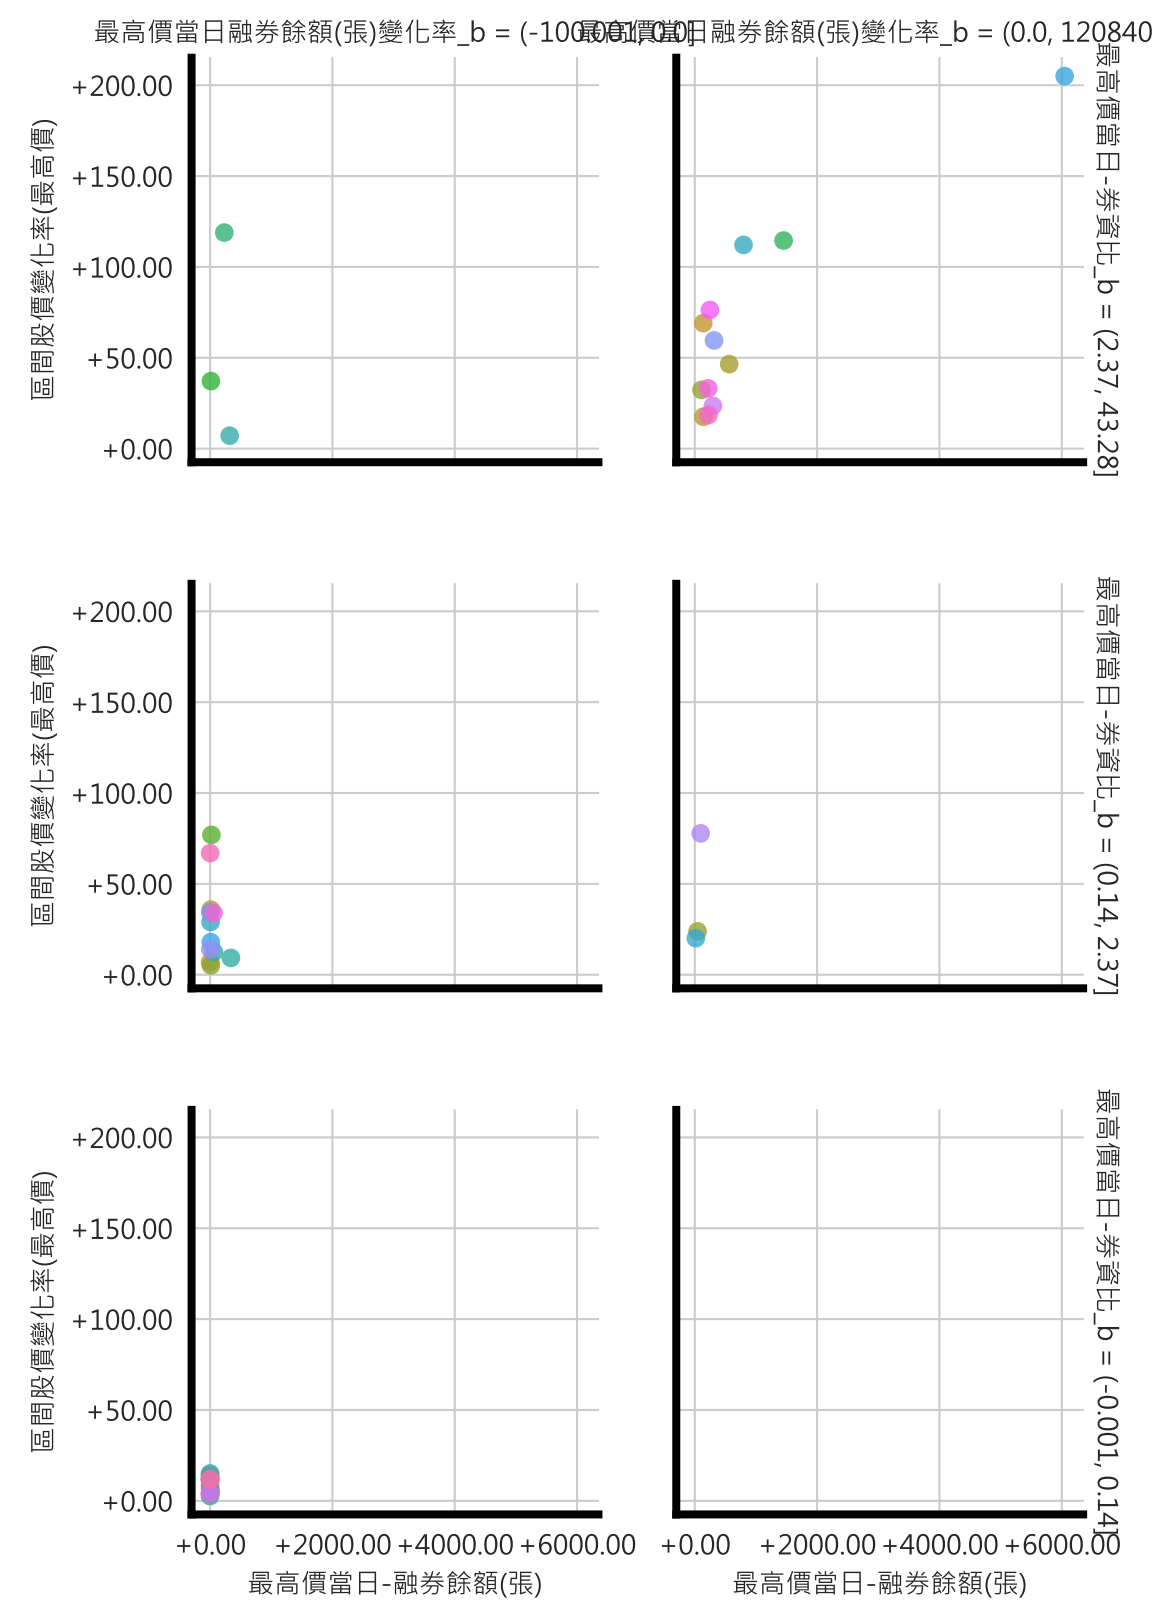 最高價當日融券餘額(張)變化率_b = (-100.001, 0.0]
最高價當日融券餘額(張)變化率_b = (0.0, 120840
+200.00
+150.00
+100.00
+50.00
+0.00
區間股價變化率(最高價)
最高價當日-券資比_b = (2.37, 43.28]
+200.00
+150.00
+100.00
+50.00
+0.00
區間股價變化率(最高價)
最高價當日-券資比_b = (0.14, 2.37]
+200.00
+150.00
+100.00
+50.00
+0.00
區間股價變化率(最高價)
最高價當日-券資比_b = (-0.001, 0.14]
+0.00 +2000.00 +4000.00 +6000.00
+0.00 +2000.00 +4000.00 +6000.00
最高價當日-融券餘額(張)
最高價當日-融券餘額(張)